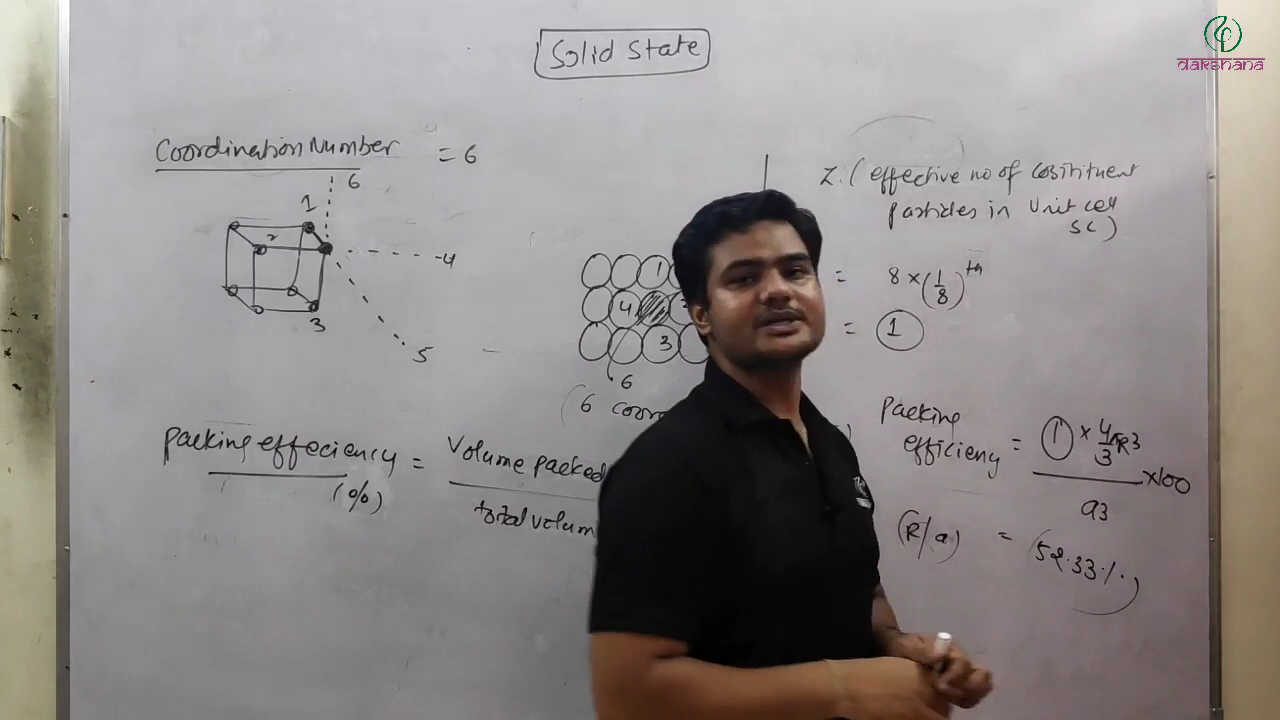 Solid State
dakshana
Coordination Number = 6
6
1
2
4
3
5
Z. ( effective no of cosntituent
particles in Unit cell
SC )
= 8 × (1/8)th
= 1
1
4
3
6
( 6 coor
Packing effeciency = Volume packed
(%)
total volum
Packing
efficieny = 1 × 4/3 πR3 / a3 ×100
(R/a) = (52.33%)